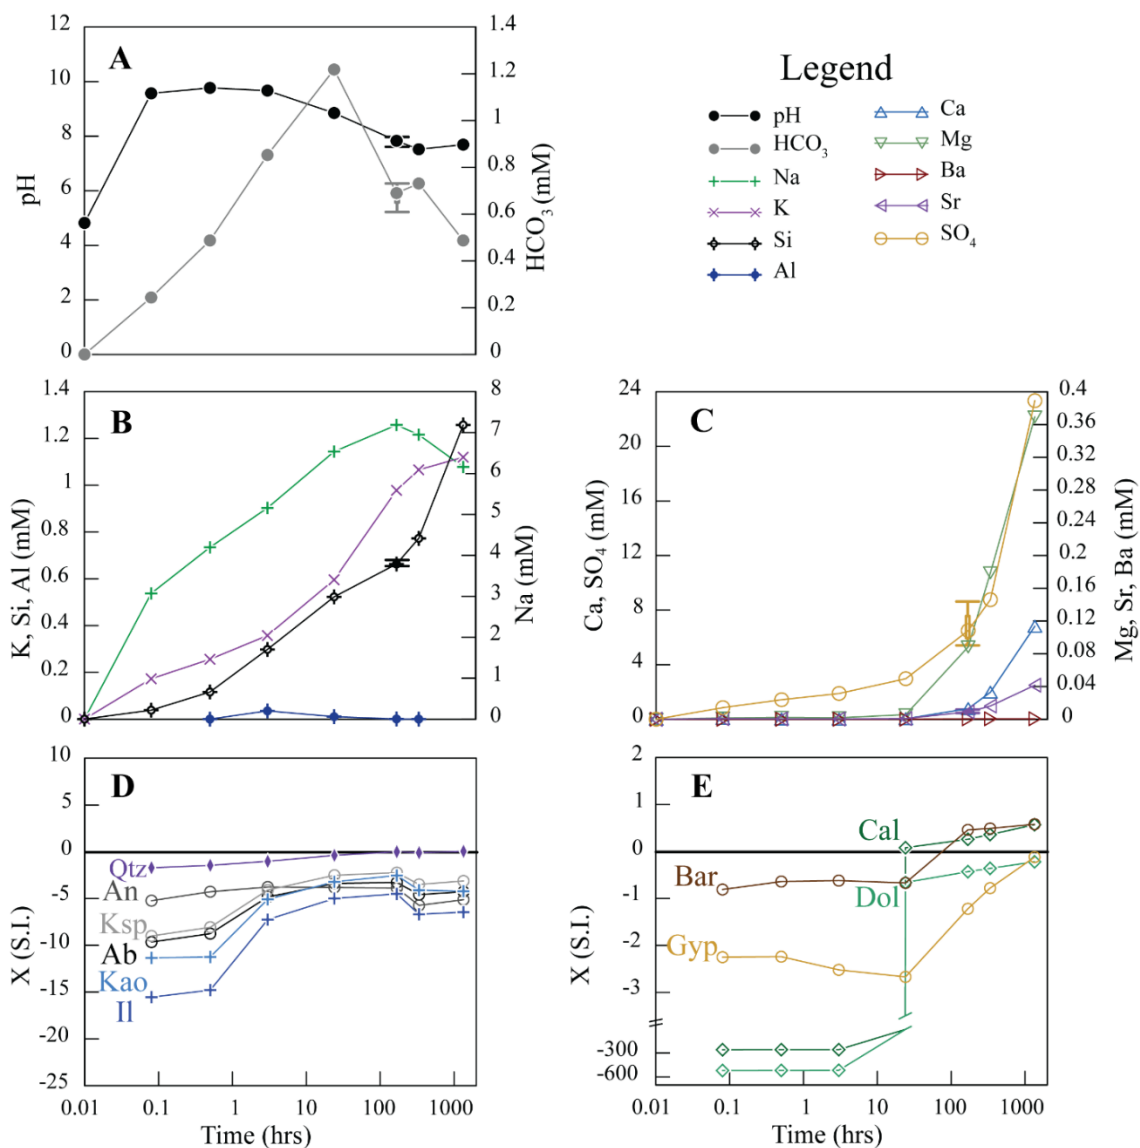 A
12
10
8
6
4
2
0
pH
1.4
1.2
1
0.8
0.6
0.4
0.2
0
HCO3 (mM)
Legend
pH
HCO3
Na
K
Si
Al
Ca
Mg
Ba
Sr
SO4
B
1.4
1.2
1
0.8
0.6
0.4
0.2
0
K, Si, Al (mM)
8
7
6
5
4
3
2
1
0
Na (mM)
C
24
20
16
12
8
4
0
Ca, SO4 (mM)
0.4
0.36
0.32
0.28
0.24
0.2
0.16
0.12
0.08
0.04
0
Mg, Sr, Ba (mM)
D
10
5
0
-5
-10
-15
-20
-25
X (S.I.)
Qtz
An
Ksp
Ab
Kao
Il
0.01
0.1
1
10
100
1000
Time (hrs)
E
2
1
0
-1
-2
-3
-300
-600
X (S.I.)
Cal
Bar
Dol
Gyp
0.01
0.1
1
10
100
1000
Time (hrs)